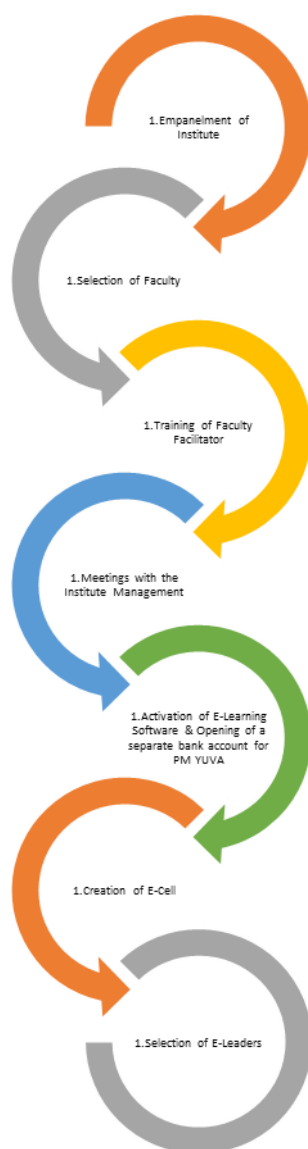 1.Empanelment of
Institute
1.Selection of Faculty
1.Training of Faculty
Facilitator
1.Meetings with the
Institute Management
1.Activation of E-Learning
Software & Opening of a
separate bank account for
PM YUVA
1.Creation of E-Cell
1.Selection of E-Leaders